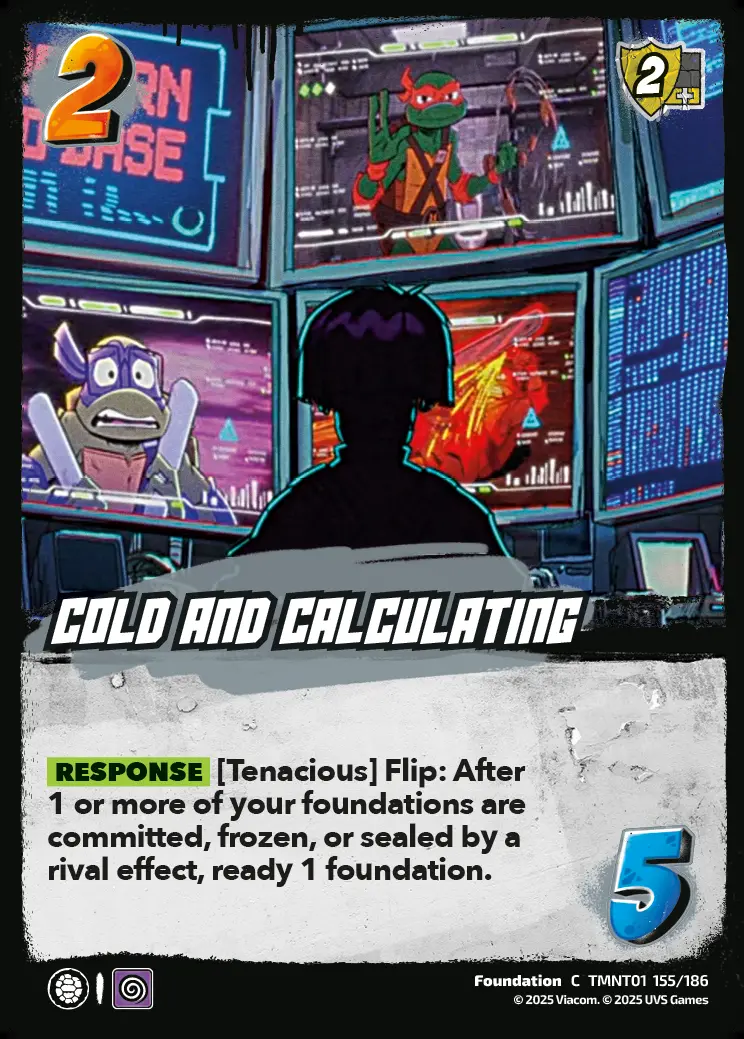 2
2
RN
BASE
COLD AND CALCULATING
RESPONSE [Tenacious] Flip: After
1 or more of your foundations are
committed, frozen, or sealed by a
rival effect, ready 1 foundation.
5
Foundation C TMNT01 155/186
© 2025 Viacom. © 2025 UVS Games